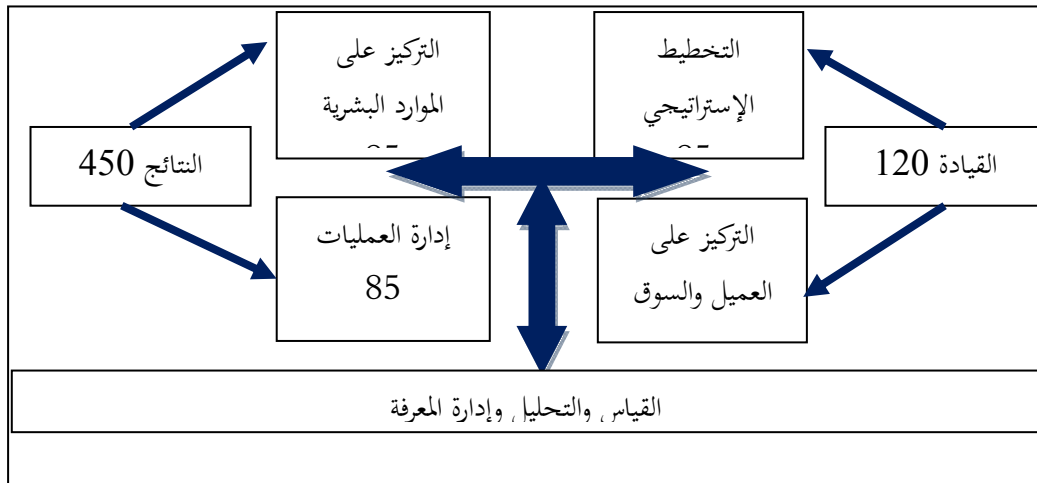 التخطيط
الإستراتيجي
التركيز على
الموارد البشرية
القيادة 120
النتائج 450
التركيز على
العميل والسوق
إدارة العمليات
85
القياس والتحليل وإدارة المعرفة